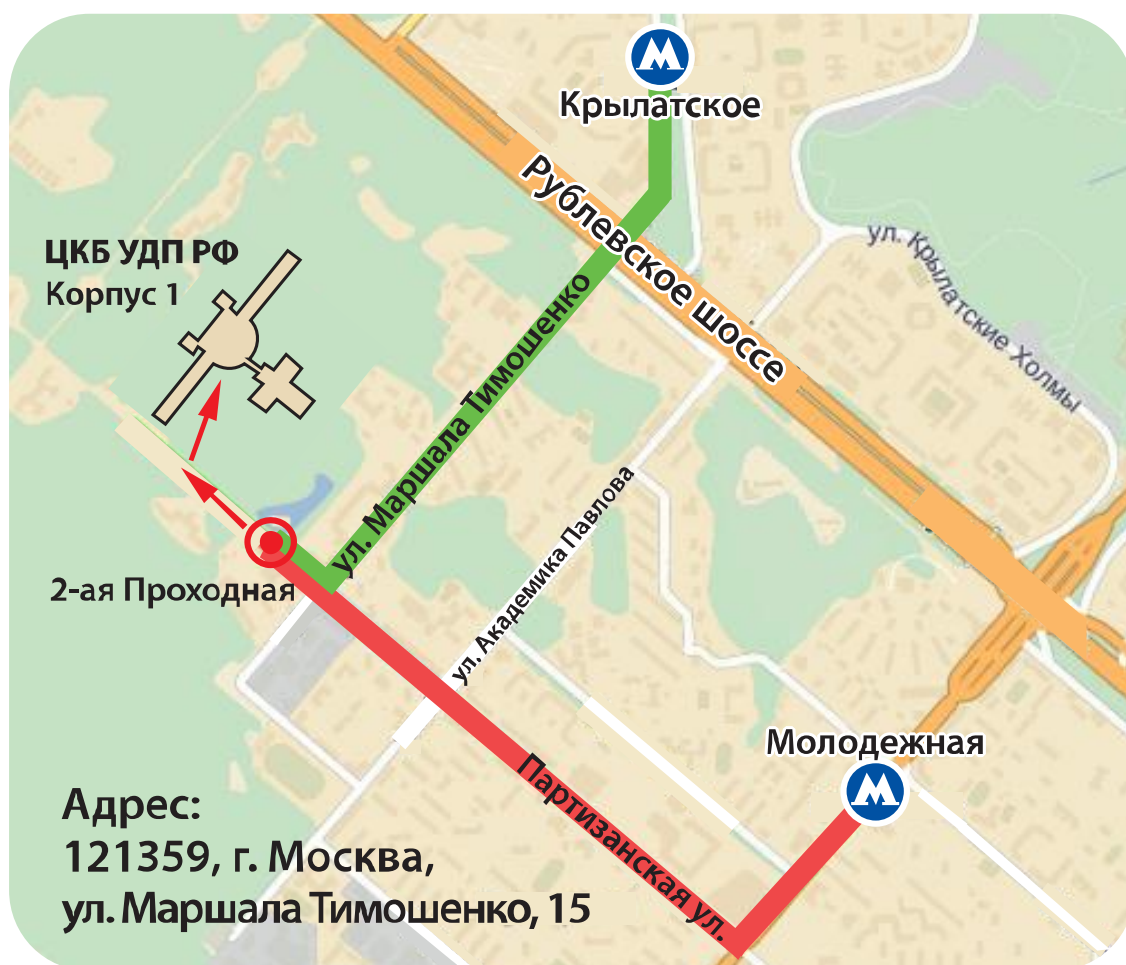 М
Крылатское
Рублевское шоссе
ул. Крылатские Холмы
ЦКБ УДП РФ
Корпус 1
ул. Маршала Тимошенко
ул. Академика Павлова
2-ая Проходная
Молодежная
М
Партизанская ул.
Адрес:
121359, г. Москва,
ул. Маршала Тимошенко, 15